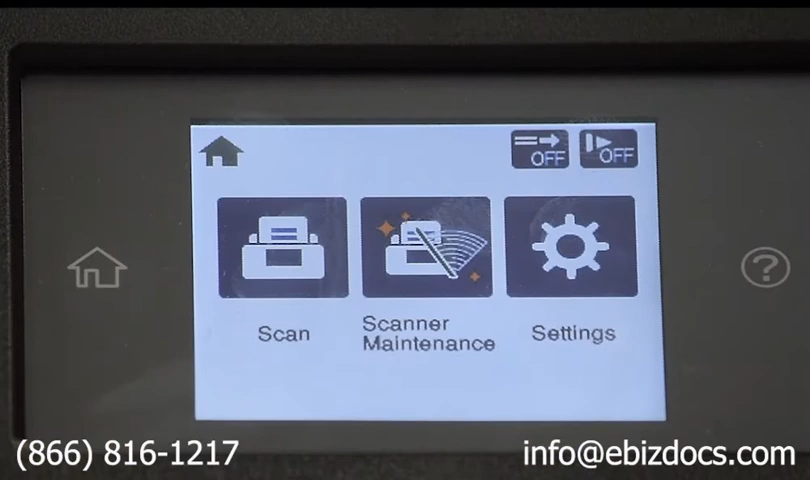 OFF OFF
Scan
Scanner
Maintenance
Settings
?
(866) 816-1217
info@ebizdocs.com